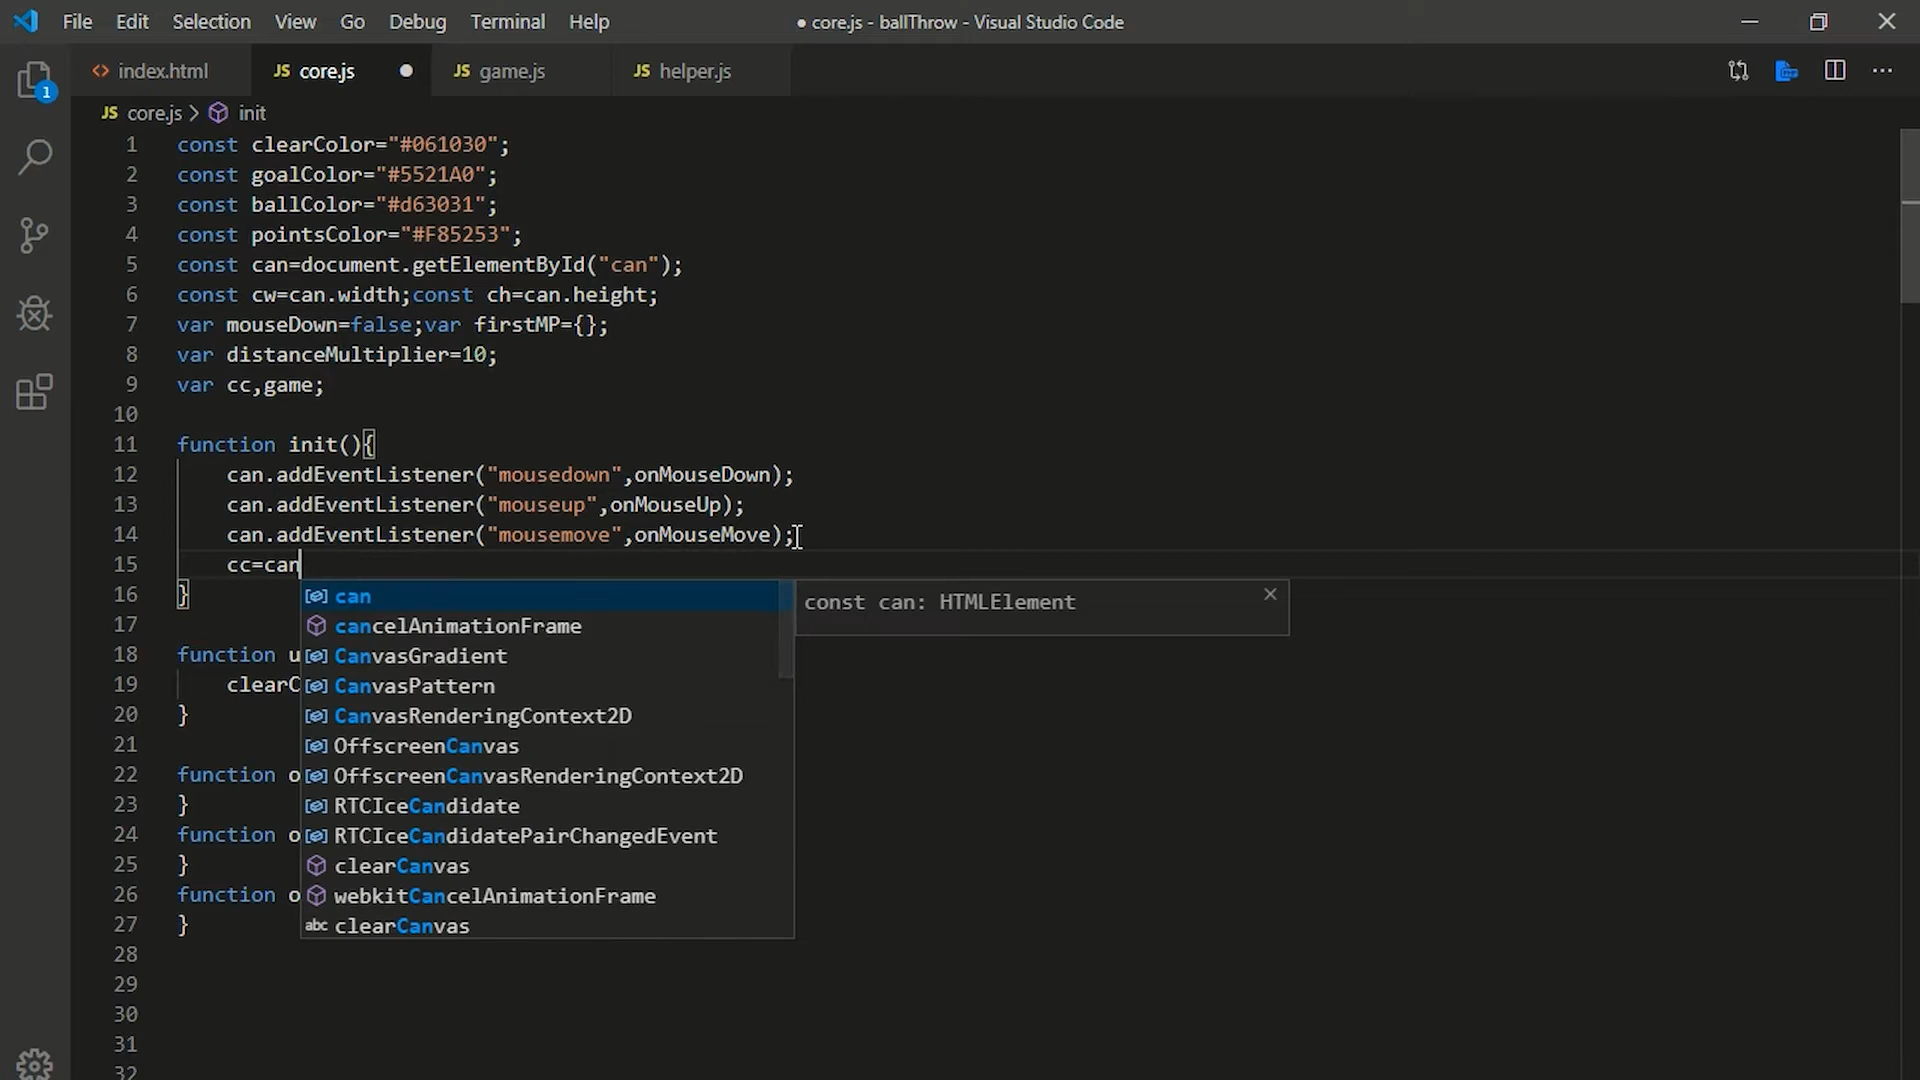 File Edit Selection View Go Debug Terminal Help ● core.js - ballThrow - Visual Studio Code
<> index.html JS core.js ● JS game.js JS helper.js
JS core.js > init
1
1 const clearColor="#061030";
2 const goalColor="#5521A0";
3 const ballColor="#d63031";
4 const pointsColor="#F85253";
5 const can=document.getElementById("can");
6 const cw=can.width;const ch=can.height;
7 var mouseDown=false;var firstMP={};
8 var distanceMultiplier=10;
9 var cc,game;
10
11 function init(){
12 can.addEventListener("mousedown",onMouseDown);
13 can.addEventListener("mouseup",onMouseUp);
14 can.addEventListener("mousemove",onMouseMove);
15 cc=can
16 } can const can: HTMLElement
17 cancelAnimationFrame
18 function u CanvasGradient
19 clearC CanvasPattern
20 } CanvasRenderingContext2D
21 OffscreenCanvas
22 function o OffscreenCanvasRenderingContext2D
23 } RTCIceCandidate
24 function o RTCIceCandidatePairChangedEvent
25 } clearCanvas
26 function o webkitCancelAnimationFrame
27 } abc clearCanvas
28
29
30
31
32